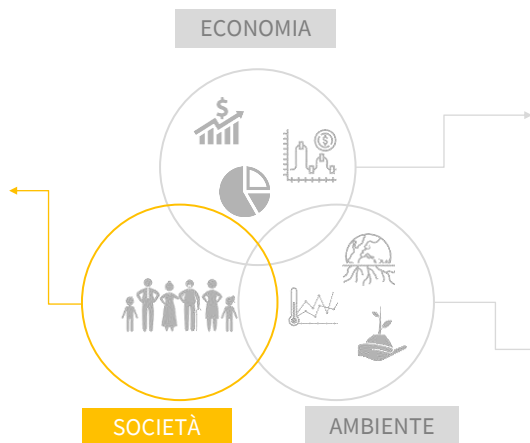 ECONOMIA
$
$
SOCIETÀ
AMBIENTE